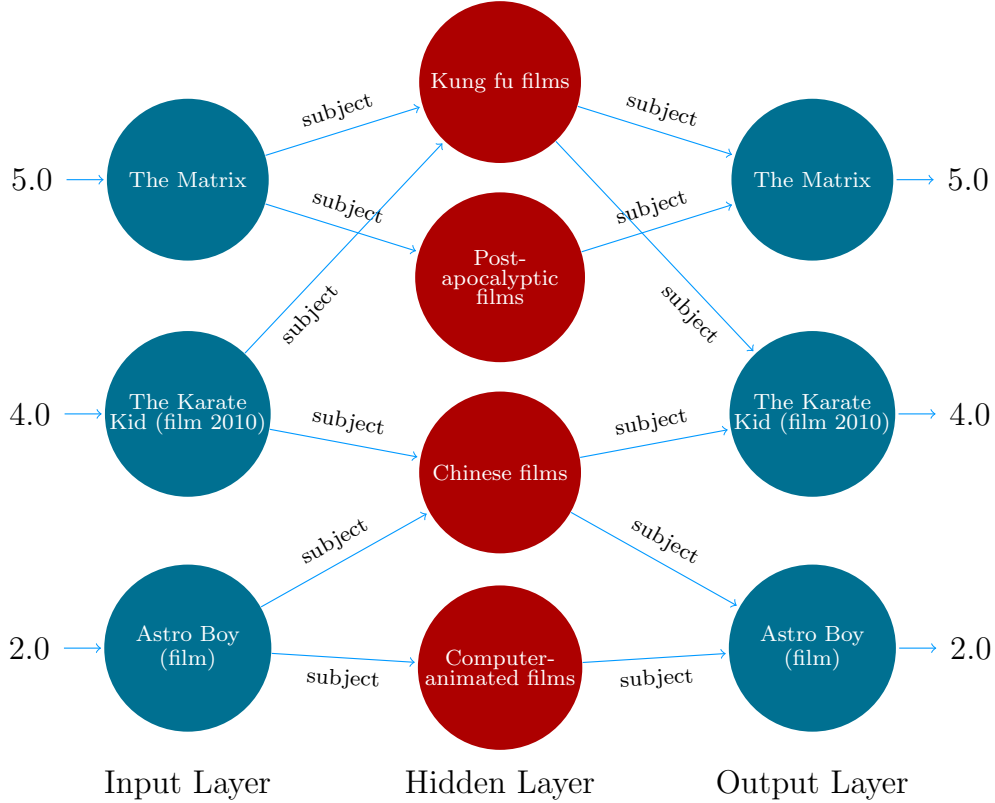 Kung fu films
subject
subject
The Matrix
The Matrix
5.0
5.0
subject
subject
Post-
apocalyptic
films
subject
subject
The Karate
Kid (film 2010)
The Karate
Kid (film 2010)
4.0
4.0
subject
subject
Chinese films
subject
subject
Astro Boy
(film)
Astro Boy
(film)
2.0
2.0
Computer-
animated films
subject
subject
Input Layer
Hidden Layer
Output Layer